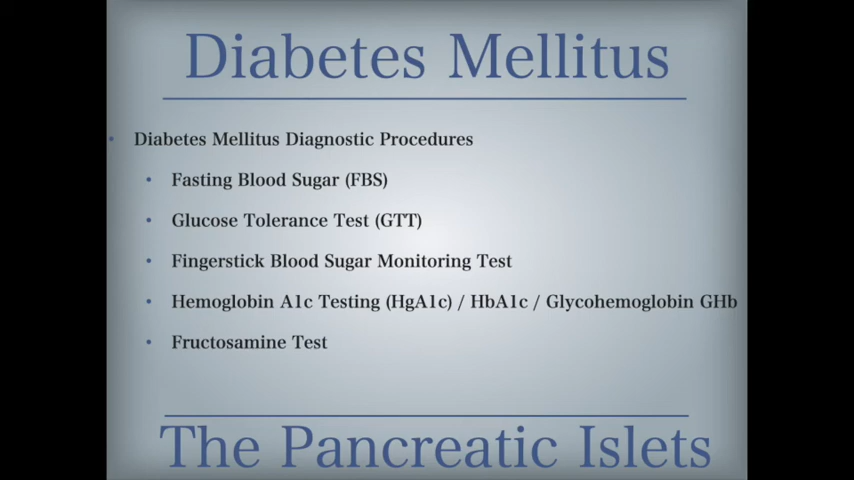 Diabetes Mellitus
• Diabetes Mellitus Diagnostic Procedures
• Fasting Blood Sugar (FBS)
• Glucose Tolerance Test (GTT)
• Fingerstick Blood Sugar Monitoring Test
• Hemoglobin A1c Testing (HgA1c) / HbA1c / Glycohemoglobin GHb
• Fructosamine Test
The Pancreatic Islets